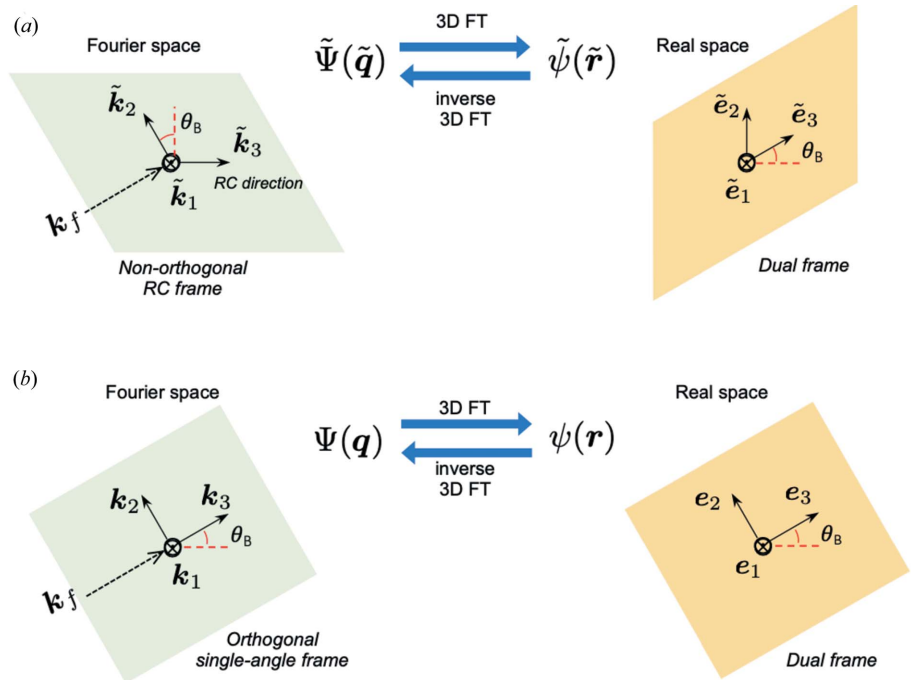 (a)
Fourier space
3D FT
Real space
Ψ̃(q̃)
ψ̃(r̃)
inverse
3D FT
k̃2
θB
k̃3
RC direction
k̃1
kf
Non-orthogonal
RC frame
ẽ2
ẽ3
θB
ẽ1
Dual frame
(b)
Fourier space
3D FT
Real space
Ψ(q)
ψ(r)
inverse
3D FT
k2
k3
θB
k1
kf
Orthogonal
single-angle frame
e2
e3
θB
e1
Dual frame